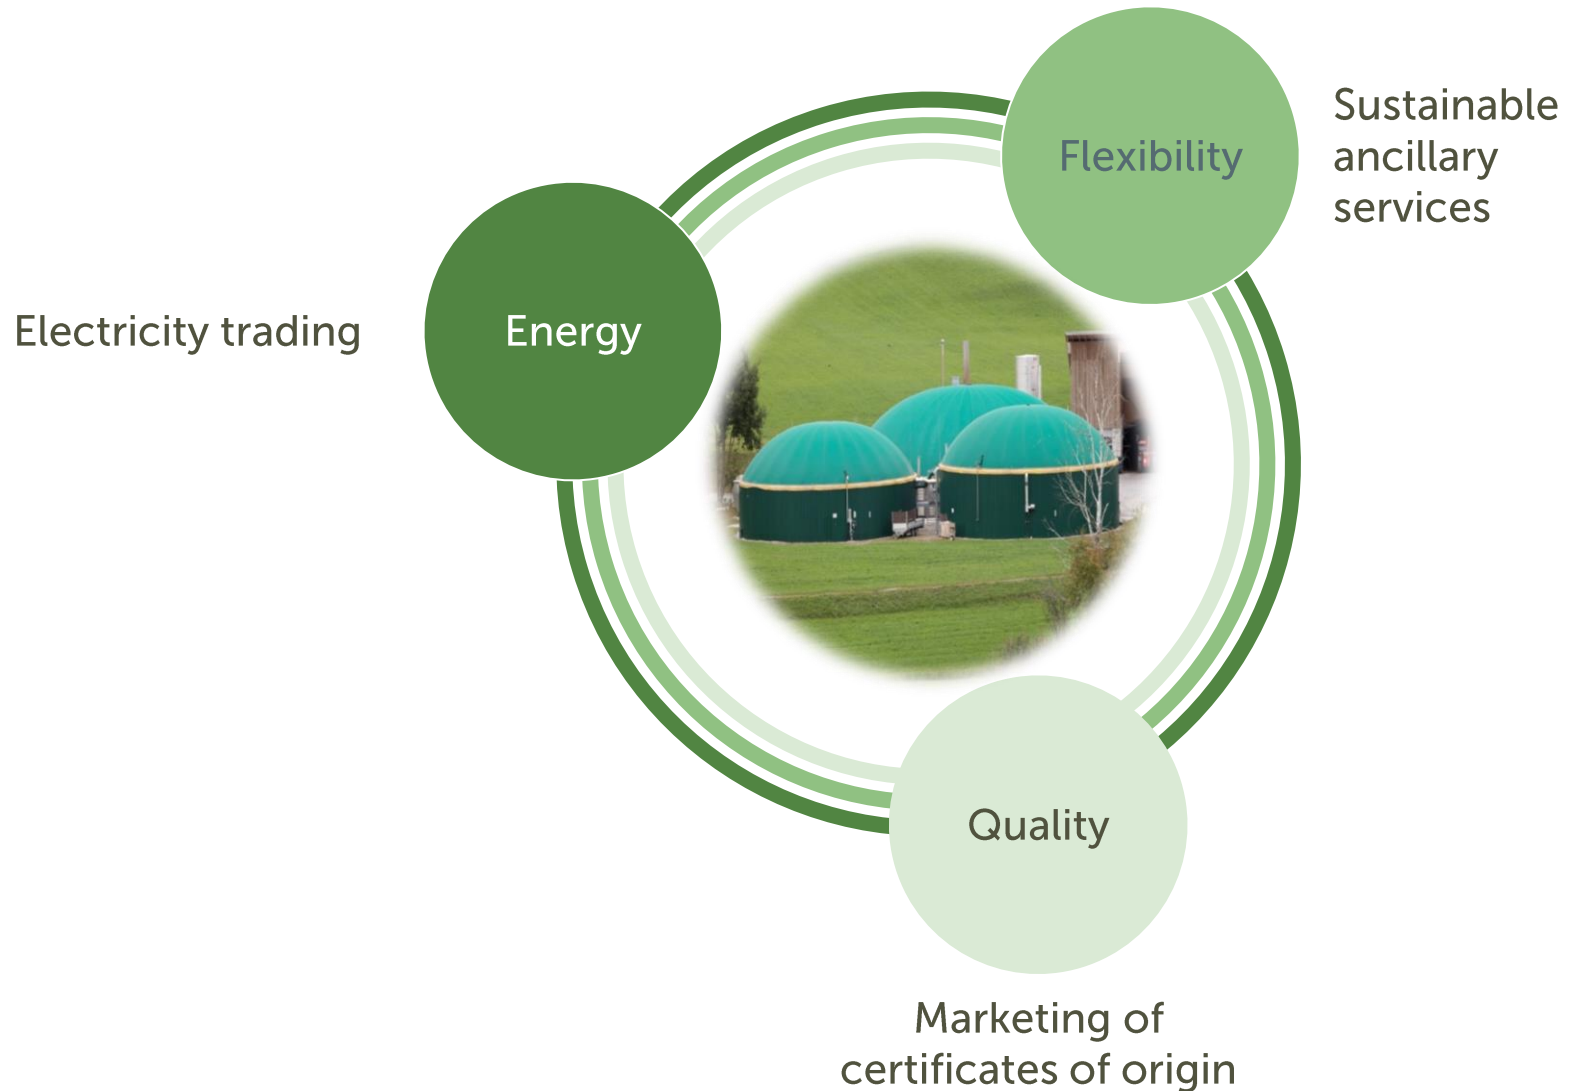 Flexibility
Sustainable
ancillary
services
Electricity trading
Energy
Quality
Marketing of
certificates of origin